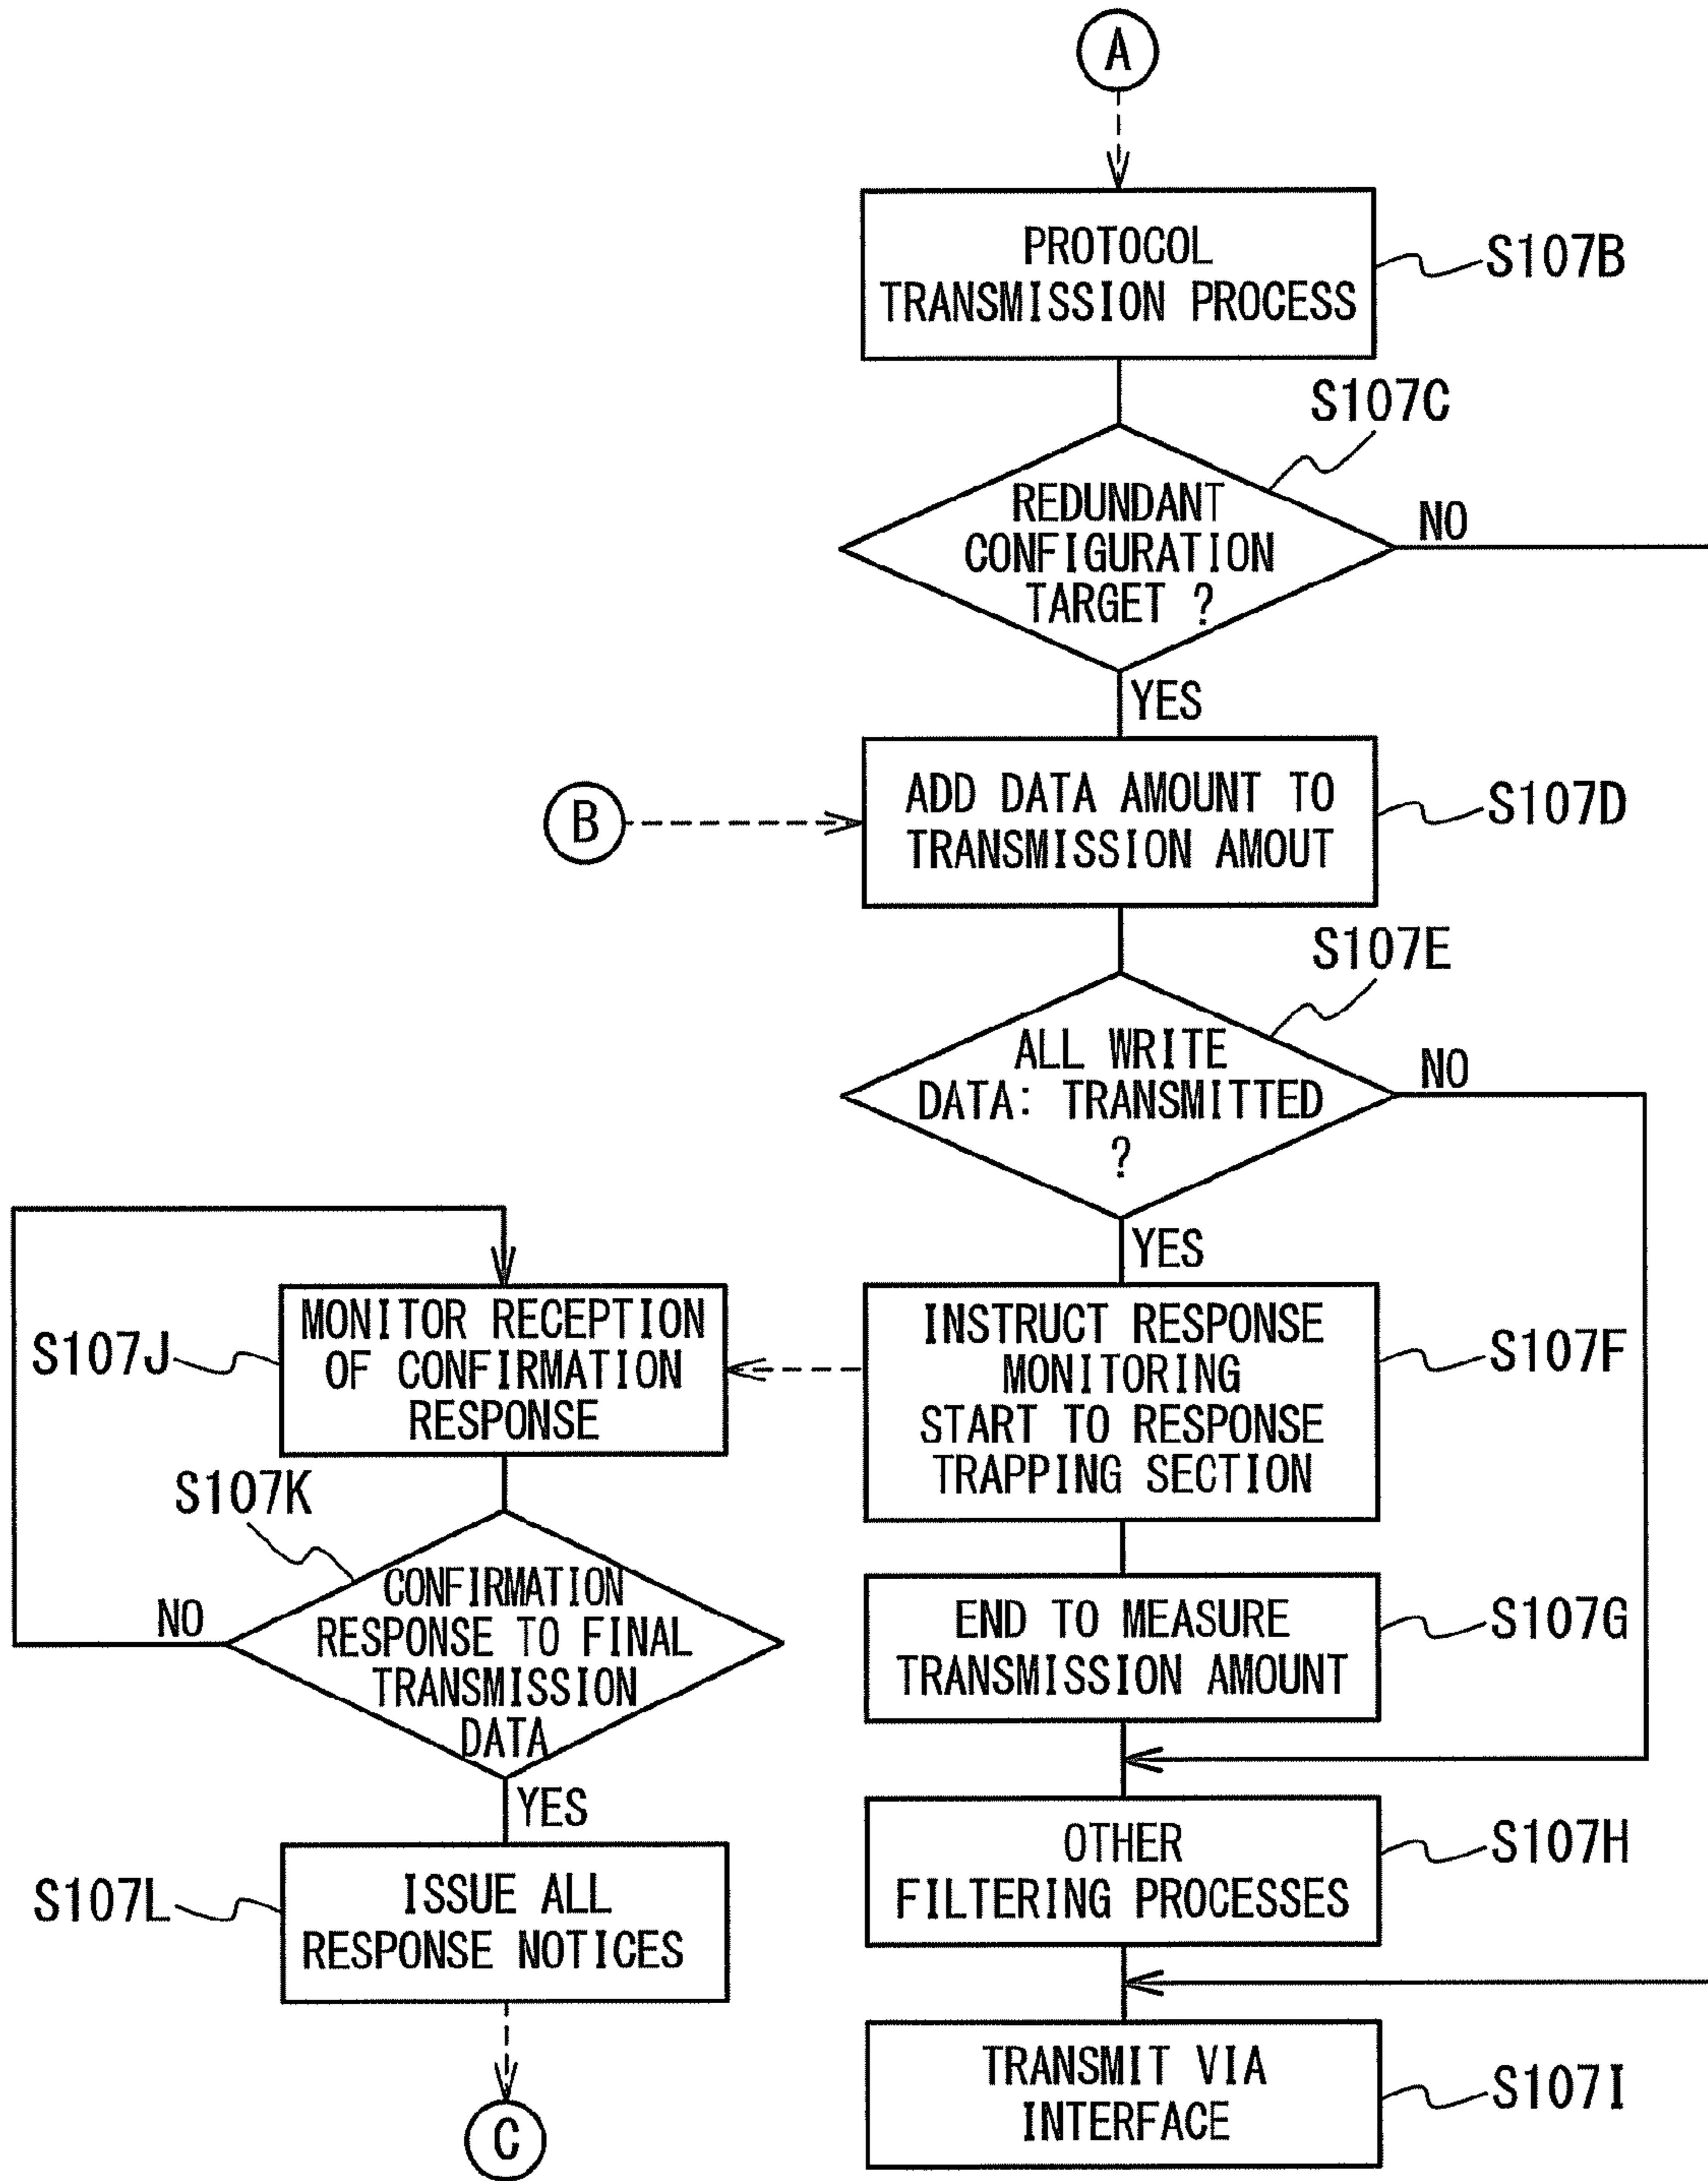 A
PROTOCOL
TRANSMISSION PROCESS
S107B
S107C
REDUNDANT
CONFIGURATION
TARGET ?
NO
YES
B
ADD DATA AMOUNT TO
TRANSMISSION AMOUT
S107D
S107E
ALL WRITE
DATA: TRANSMITTED
?
NO
YES
INSTRUCT RESPONSE
MONITORING
START TO RESPONSE
TRAPPING SECTION
S107F
S107J
MONITOR RECEPTION
OF CONFIRMATION
RESPONSE
S107K
CONFIRMATION
RESPONSE TO FINAL
TRANSMISSION
DATA
NO
YES
END TO MEASURE
TRANSMISSION AMOUNT
S107G
OTHER
FILTERING PROCESSES
S107H
S107L
ISSUE ALL
RESPONSE NOTICES
C
TRANSMIT VIA
INTERFACE
S107I